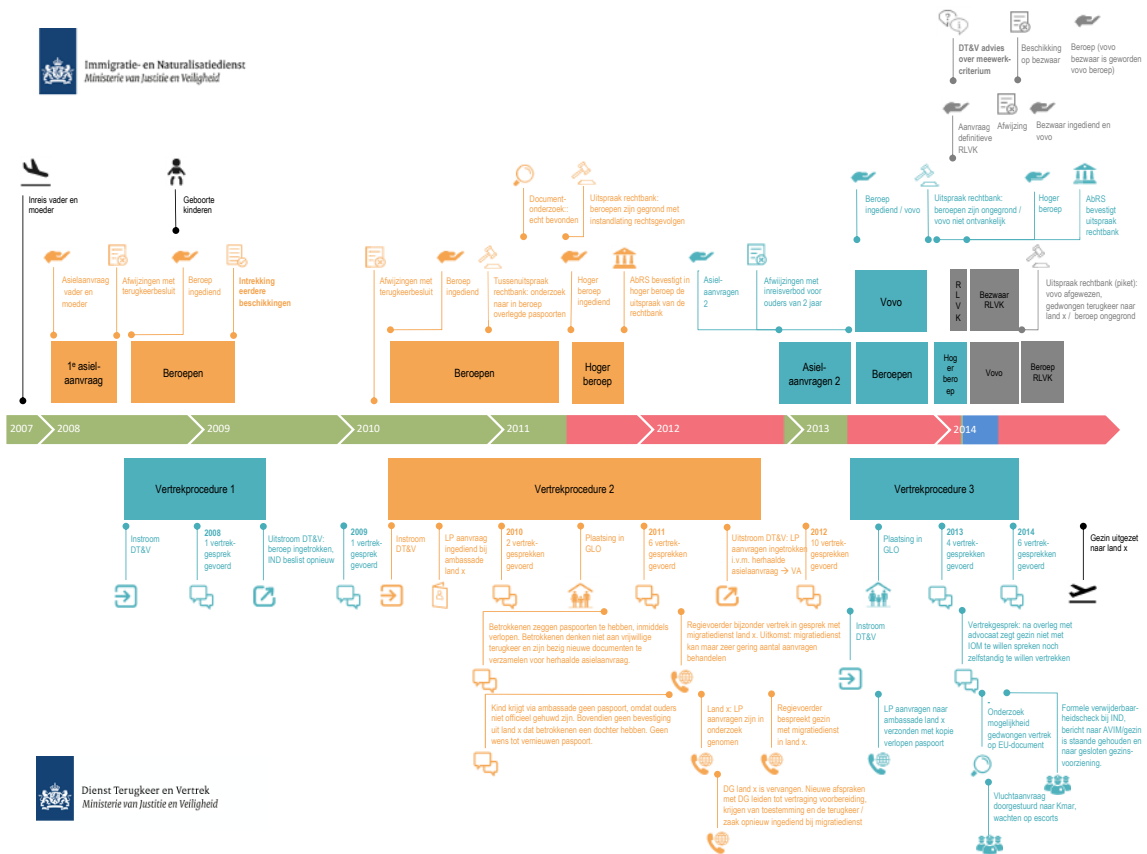 Immigratie- en Naturalisatiedienst
Ministerie van Justitie en Veiligheid
DT&V advies
over meewerk-
criterium
Beschikking
op bezwaar
Beroep (vovo
bezwaar is geworden
vovo beroep)
Aanvraag
definitieve
RLVK
Afwijzing
Bezwaar ingediend en
vovo
Inreis vader en
moeder
Geboorte
kinderen
Document-
onderzoek::
echt bevonden
Uitspraak rechtbank:
beroepen zijn gegrond met
instandlating rechtsgevolgen
Beroep
ingediend / vovo
Uitspraak rechtbank:
beroepen zijn ongegrond /
vovo niet ontvankelijk
Hoger
beroep
AbRS
bevestigt
uitspraak
rechtbank
Asielaanvraag
vader en
moeder
Afwijzingen met
terugkeerbesluit
Beroep
ingediend
Intrekking
eerdere
beschikkingen
Afwijzingen met
terugkeerbesluit
Beroep
ingediend
Tussenuitspraak
rechtbank: onderzoek
naar in beroep
overlegde paspoorten
Hoger
beroep
ingediend
AbRS bevestigt in
hoger beroep de
uitspraak van de
rechtbank
Asiel-
aanvragen
2
Afwijzingen met
inreisverbod voor
ouders van 2 jaar
Vovo
R
L
V
K
Bezwaar
RLVK
Uitspraak rechtbank (piket):
vovo afgewezen,
gedwongen terugkeer naar
land x / beroep ongegrond
1e asiel-
aanvraag
Beroepen
Beroepen
Hoger
beroep
Asiel-
aanvragen 2
Beroepen
Hog
er
bero
ep
Vovo
Beroep
RLVK
2007
2008
2009
2010
2011
2012
2013
2014
Vertrekprocedure 1
Vertrekprocedure 2
Vertrekprocedure 3
Instroom
DT&V
2008
1 vertrek-
gesprek
gevoerd
Uitstroom DT&V:
beroep ingetrokken,
IND beslist opnieuw
2009
1 vertrek-
gesprek
gevoerd
Instroom
DT&V
LP aanvraag
ingediend bij
ambassade
land x
2010
2 vertrek-
gesprekken
gevoerd
Plaatsing in
GLO
2011
6 vertrek-
gesprekken
gevoerd
Uitstroom DT&V: LP
aanvragen ingetrokken
i.v.m. herhaalde
asielaanvraag → VA
2012
10 vertrek-
gesprekken
gevoerd
Plaatsing in
GLO
2013
4 vertrek-
gesprekken
gevoerd
2014
6 vertrek-
gesprekken
gevoerd
Gezin uitgezet
naar land x
Betrokkenen zeggen paspoorten te hebben, inmiddels
verlopen. Betrokkenen denken niet aan vrijwillige
terugkeer en zijn bezig nieuwe documenten te
verzamelen voor herhaalde asielaanvraag.
Regievoerder bijzonder vertrek in gesprek met
migratiedienst land x. Uitkomst: migratiedienst
kan maar zeer gering aantal aanvragen
behandelen
Instroom
DT&V
Vertrekgesprek: na overleg met
advocaat zegt gezin niet met
IOM te willen spreken noch
zelfstandig te willen vertrekken
Kind krijgt via ambassade geen paspoort, omdat ouders
niet officieel gehuwd zijn. Bovendien geen bevestiging
uit land x dat betrokkenen een dochter hebben. Geen
wens tot vernieuwen paspoort.
Land x: LP
aanvragen zijn in
onderzoek
genomen
Regievoerder
bespreekt gezin
met migratiedienst
in land x.
LP aanvragen naar
ambassade land x
verzonden met kopie
verlopen paspoort
-
Onderzoek
mogelijkheid
gedwongen vertrek
op EU-document
Formele verwijderbaar-
heidscheck bij IND,
bericht naar AVIM/gezin
is staande gehouden en
naar gesloten gezins-
voorziening.
DG land x is vervangen. Nieuwe afspraken
met DG leiden tot vertraging voorbereiding,
krijgen van toestemming en de terugkeer /
zaak opnieuw ingediend bij migratiedienst
Vluchtaanvraag
doorgestuurd naar Kmar,
wachten op escorts
Dienst Terugkeer en Vertrek
Ministerie van Justitie en Veiligheid